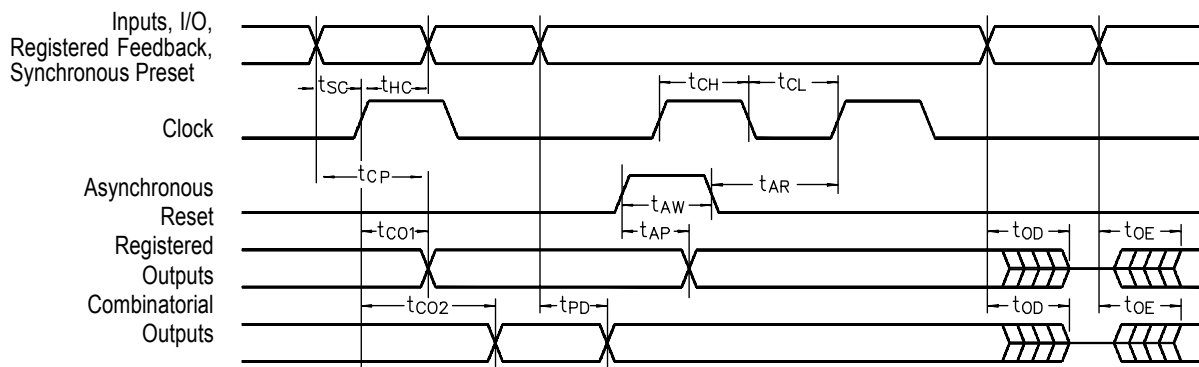 Inputs, I/O,
Registered Feedback,
Synchronous Preset
tSC
tHC
tCH
tCL
Clock
tCP
Asynchronous
Reset
tAR
tAW
tCO1
tAP
Registered
Outputs
tOD
tOE
Combinatorial
Outputs
tCO2
tPD
tOD
tOE